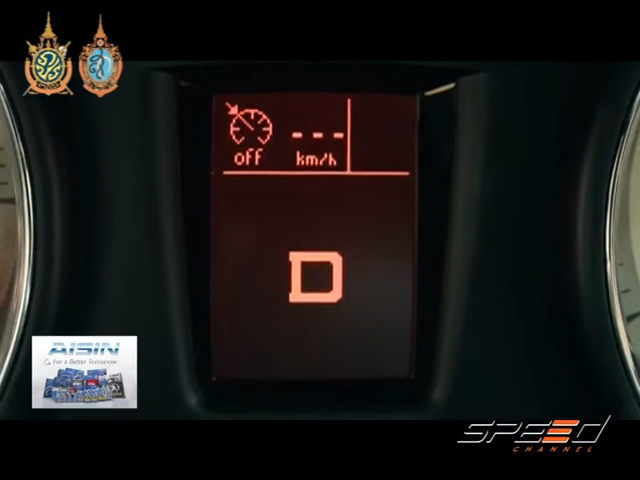 off
---
km/h
D
AISIN
For a Better Tomorrow
SPEED
CHANNEL